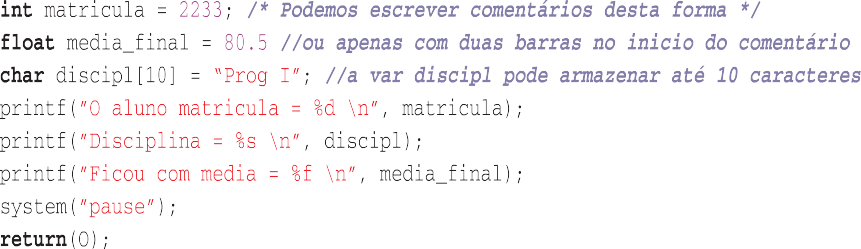 int matricula = 2233; /* Podemos escrever comentários desta forma */
float media_final = 80.5 //ou apenas com duas barras no inicio do comentário
char discipl[10] = “Prog I”; //a var discipl pode armazenar até 10 caracteres
printf(“O aluno matricula = %d \n”, matricula);
printf(“Disciplina = %s \n”, discipl);
printf(“Ficou com media = %f \n”, media_final);
system(“pause”);
return(0);